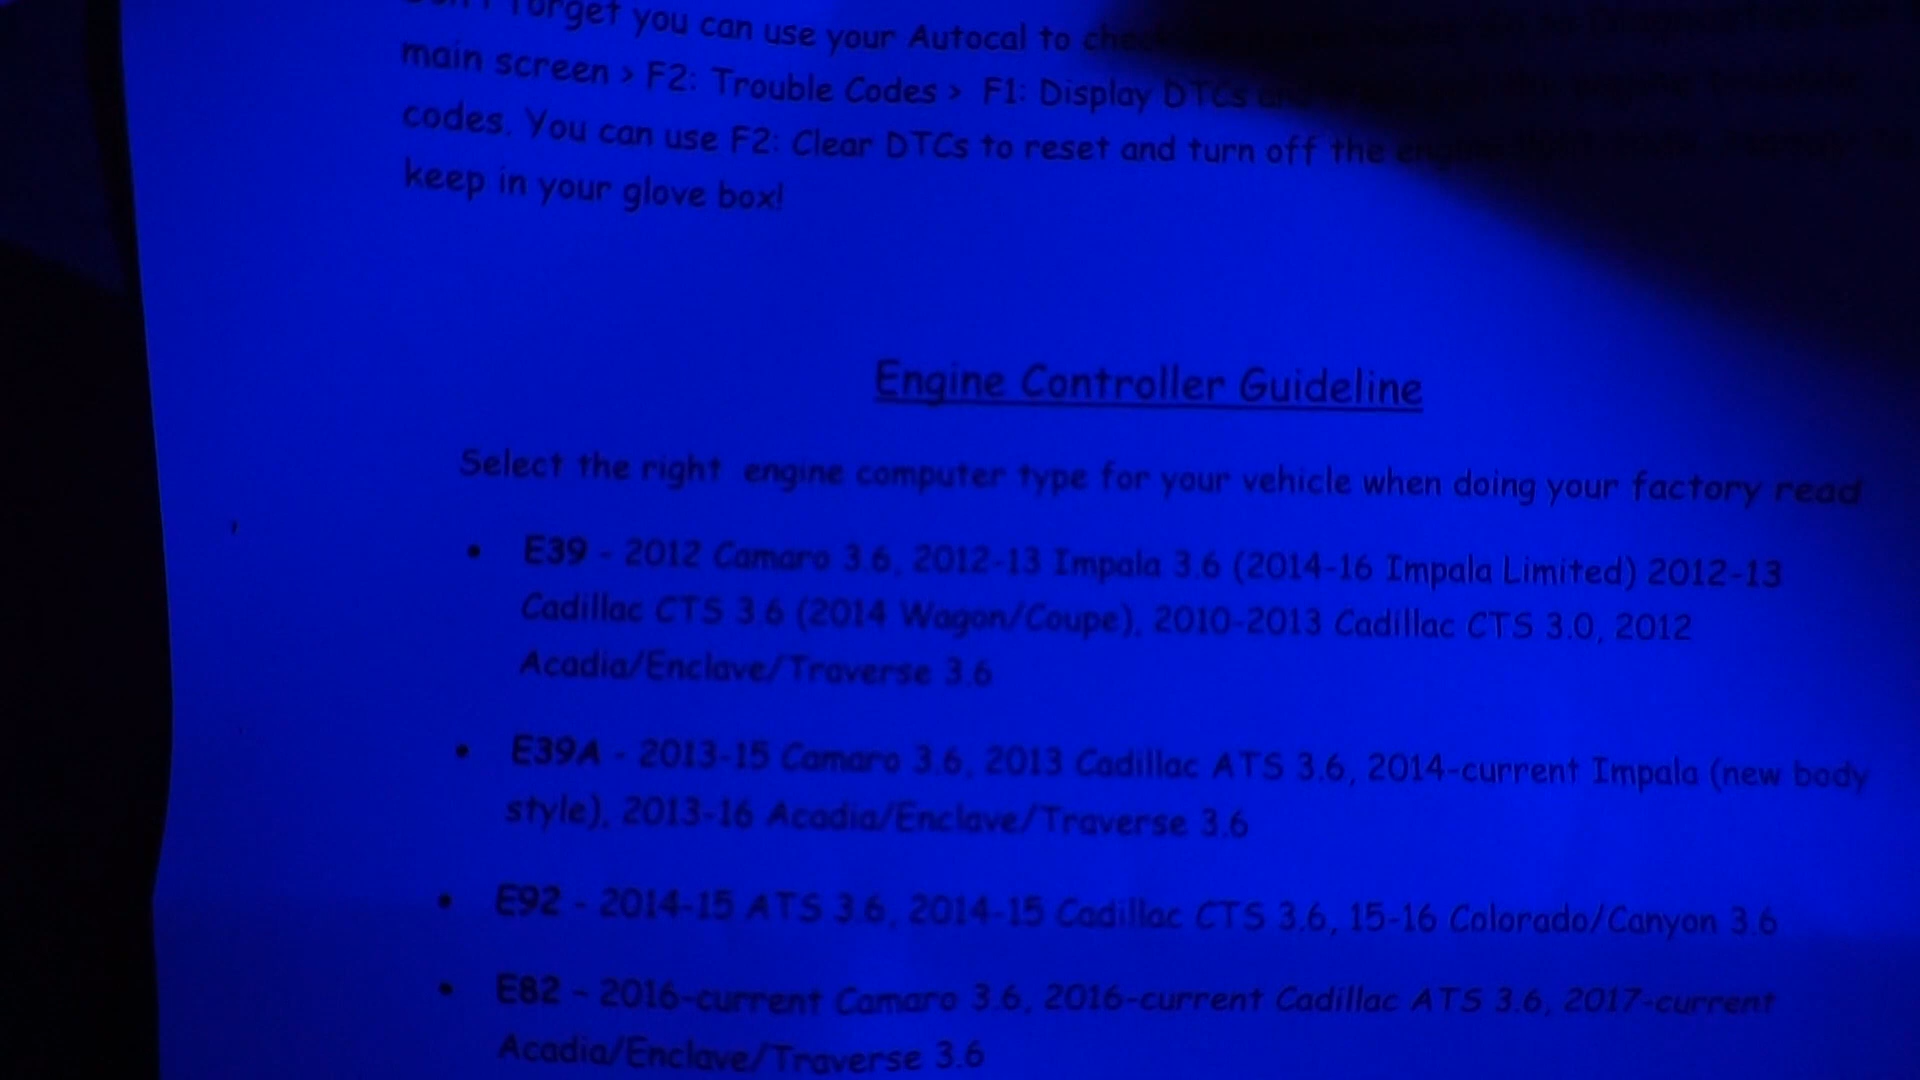 forget you can use your Autocal to check
main screen > F2: Trouble Codes > F1: Display DTCs and
codes. You can use F2: Clear DTCs to reset and turn off the engine
keep in your glove box!
Engine Controller Guideline
Select the right engine computer type for your vehicle when doing your factory read
• E39 - 2012 Camaro 3.6, 2012-13 Impala 3.6 (2014-16 Impala Limited) 2012-13
Cadillac CTS 3.6 (2014 Wagon/Coupe), 2010-2013 Cadillac CTS 3.0, 2012
Acadia/Enclave/Traverse 3.6
• E39A - 2013-15 Camaro 3.6, 2013 Cadillac ATS 3.6, 2014-current Impala (new body
style), 2013-16 Acadia/Enclave/Traverse 3.6
• E92 - 2014-15 ATS 3.6, 2014-15 Cadillac CTS 3.6, 15-16 Colorado/Canyon 3.6
• E82 - 2016-current Camaro 3.6, 2016-current Cadillac ATS 3.6, 2017-current
Acadia/Enclave/Traverse 3.6